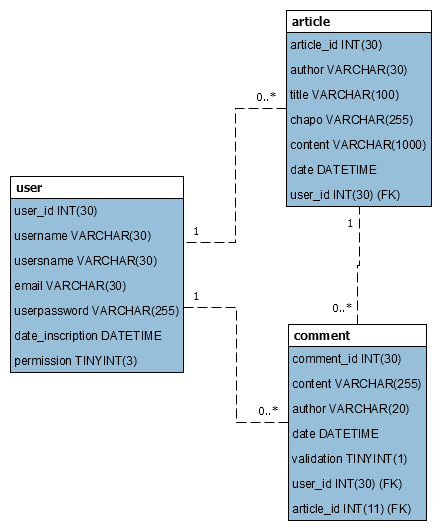 article
article_id INT(30)
author VARCHAR(30)
title VARCHAR(100)
chapo VARCHAR(255)
content VARCHAR(1000)
date DATETIME
user_id INT(30) (FK)
0..*
1
user
user_id INT(30)
username VARCHAR(30)
usersname VARCHAR(30)
email VARCHAR(30)
userpassword VARCHAR(255)
date_inscription DATETIME
permission TINYINT(3)
1
1
0..*
0..*
comment
comment_id INT(30)
content VARCHAR(255)
author VARCHAR(20)
date DATETIME
validation TINYINT(1)
user_id INT(30) (FK)
article_id INT(11) (FK)